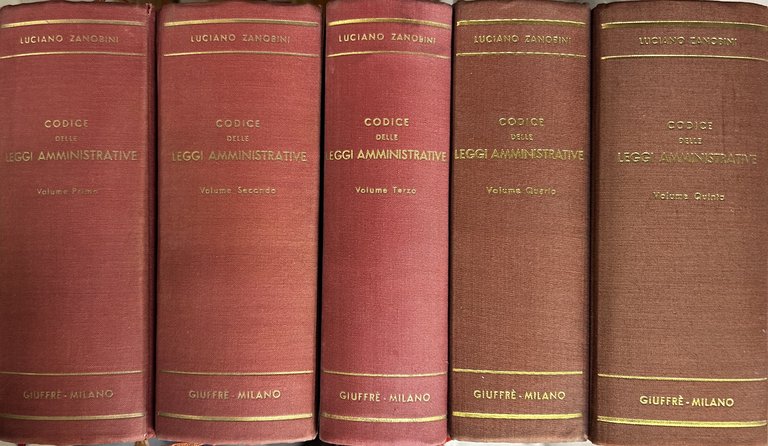 LUCIANO ZANOBINI
CODICE
DELLE
LEGGI AMMINISTRATIVE
Volume Primo
GIUFFRÈ - MILANO
LUCIANO ZANOBINI
CODICE
DELLE
LEGGI AMMINISTRATIVE
Volume Secondo
GIUFFRÈ - MILANO
LUCIANO ZANOBINI
CODICE
DELLE
LEGGI AMMINISTRATIVE
Volume Terzo
GIUFFRÈ - MILANO
LUCIANO ZANOBINI
CODICE
DELLE
LEGGI AMMINISTRATIVE
Volume Quarto
GIUFFRÈ - MILANO
LUCIANO ZANOBINI
CODICE
DELLE
LEGGI AMMINISTRATIVE
Volume Quinto
GIUFFRÈ - MILANO